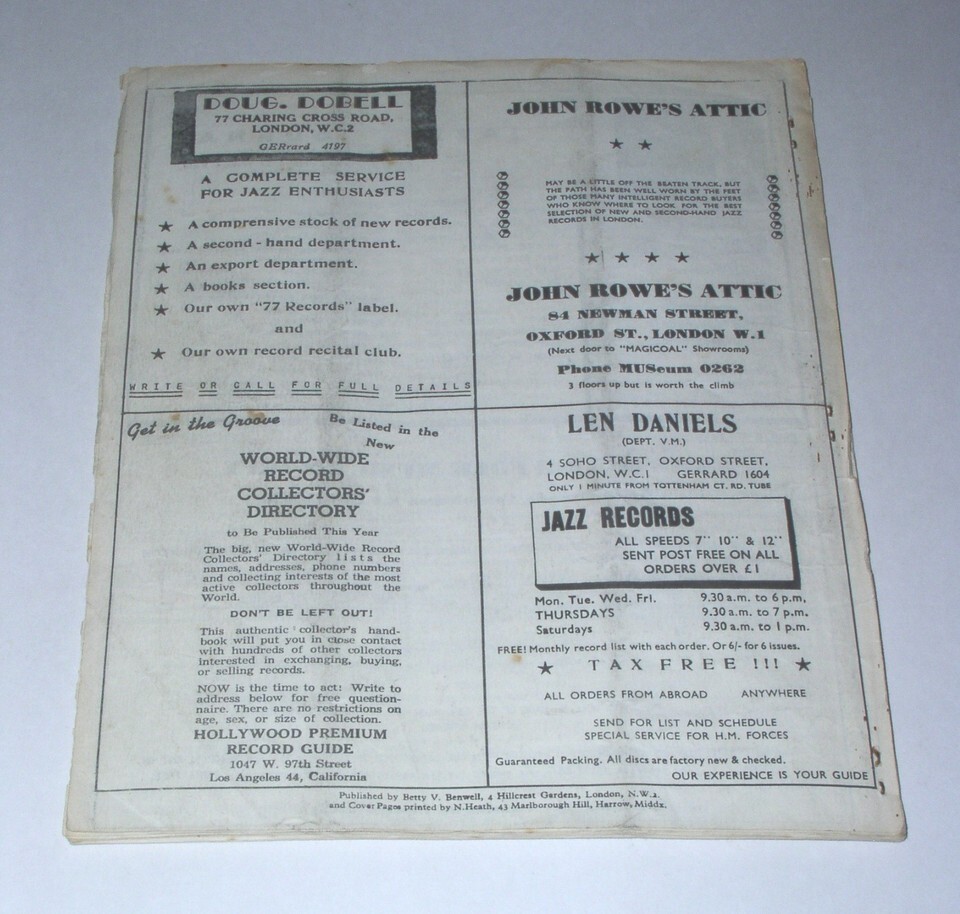 DOUG. DOBELL
77 CHARING CROSS ROAD,
LONDON, W.C.2
GERrard 4197
A COMPLETE SERVICE
FOR JAZZ ENTHUSIASTS
★ A comprensive stock of new records.
★ A second - hand department.
★ An export department.
★ A books section.
★ Our own "77 Records" label.
and
★ Our own record recital club.
WRITE OR CALL FOR FULL DETAILS
JOHN ROWE'S ATTIC
★ ★
MAY BE A LITTLE OFF THE BEATEN TRACK, BUT
THE PATH HAS BEEN WELL WORN BY THE FEET
OF THOSE MANY INTELLIGENT RECORD BUYERS
WHO KNOW WHERE TO LOOK FOR THE BEST
SELECTION OF NEW AND SECOND-HAND JAZZ
RECORDS IN LONDON.
★ ★ ★ ★
JOHN ROWE'S ATTIC
84 NEWMAN STREET,
OXFORD ST., LONDON W.1
(Next door to "MAGICOAL" Showrooms)
Phone MUSeum 0262
3 floors up but is worth the climb
Get in the Groove
Be Listed in the
New
WORLD-WIDE
RECORD
COLLECTORS'
DIRECTORY
to Be Published This Year
The big, new World-Wide Record
Collectors' Directory lists the
names, addresses, phone numbers
and collecting interests of the most
active collectors throughout the
World.
DON'T BE LEFT OUT!
This authentic collector's hand-
book will put you in close contact
with hundreds of other collectors
interested in exchanging, buying,
or selling records.
NOW is the time to act: Write to
address below for free question-
naire. There are no restrictions on
age, sex, or size of collection.
HOLLYWOOD PREMIUM
RECORD GUIDE
1047 W. 97th Street
Los Angeles 44, California
LEN DANIELS
(DEPT. V.M.)
4 SOHO STREET, OXFORD STREET,
LONDON, W.C.1 GERRARD 1604
ONLY 1 MINUTE FROM TOTTENHAM CT. RD. TUBE
JAZZ RECORDS
ALL SPEEDS 7" 10" & 12"
SENT POST FREE ON ALL
ORDERS OVER £1
Mon. Tue. Wed. Fri. 9.30 a.m. to 6 p.m.
THURSDAYS 9.30 a.m. to 7 p.m.
Saturdays 9.30 a.m. to 1 p.m.
FREE! Monthly record list with each order. Or 6/- for 6 issues.
★ TAX FREE !!! ★
ALL ORDERS FROM ABROAD ANYWHERE
SEND FOR LIST AND SCHEDULE
SPECIAL SERVICE FOR H.M. FORCES
Guaranteed Packing. All discs are factory new & checked.
OUR EXPERIENCE IS YOUR GUIDE
Published by Betty V. Benwell, 4 Hillcrest Gardens, London, N.W.2.
and Cover Pages printed by N.Heath, 43 Marlborough Hill, Harrow, Middx.